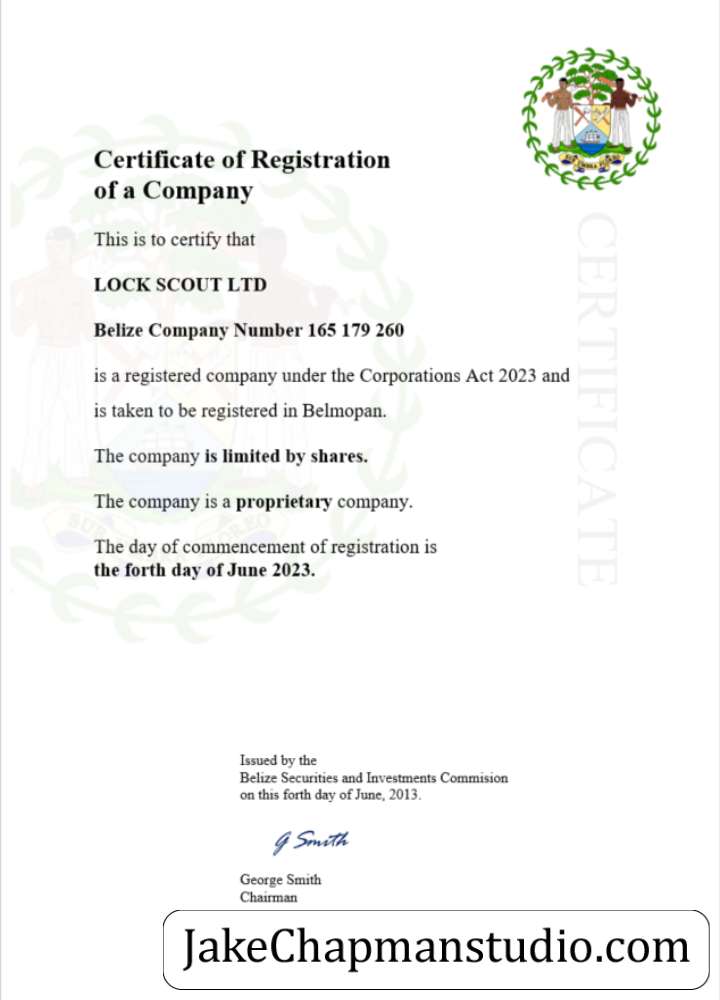 Certificate of Registration
of a Company
This is to certify that
LOCK SCOUT LTD
Belize Company Number 165 179 260
is a registered company under the Corporations Act 2023 and
is taken to be registered in Belmopan.
The company is limited by shares.
The company is a proprietary company.
The day of commencement of registration is
the forth day of June 2023.
CERTIFICATE
Issued by the
Belize Securities and Investments Commision
on this forth day of June, 2013.
G Smith
George Smith
Chairman
JakeChapmanstudio.com